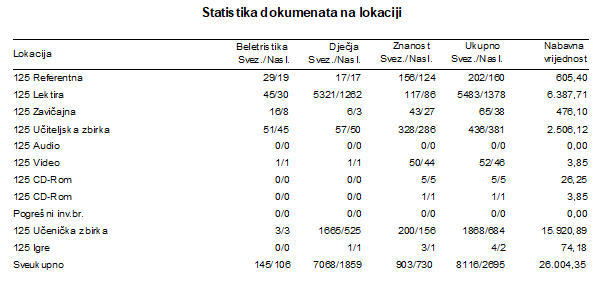 Statistika dokumenata na lokaciji
Lokacija Beletristika Svez./Nasl. Dječja Svez./Nasl. Znanost Svez./Nasl. Ukupno Svez./Nasl. Nabavna vrijednost
125 Referentna 29/19 17/17 156/124 202/160 605,40
125 Lektira 45/30 5321/1262 117/86 5483/1378 6.387,71
125 Zavičajna 16/8 6/3 43/27 65/38 476,10
125 Učiteljska zbirka 51/45 57/50 328/286 436/381 2.506,12
125 Audio 0/0 0/0 0/0 0/0 0,00
125 Video 1/1 1/1 50/44 52/46 3,85
125 CD-Rom 0/0 0/0 5/5 5/5 26,25
125 CD-Rom 0/0 0/0 1/1 1/1 3,85
Pogrešni inv.br. 0/0 0/0 0/0 0/0 0,00
125 Učenička zbirka 3/3 1665/525 200/156 1868/684 15.920,89
125 Igre 0/0 1/1 3/1 4/2 74,18
Sveukupno 145/106 7068/1859 903/730 8116/2695 26.004,35